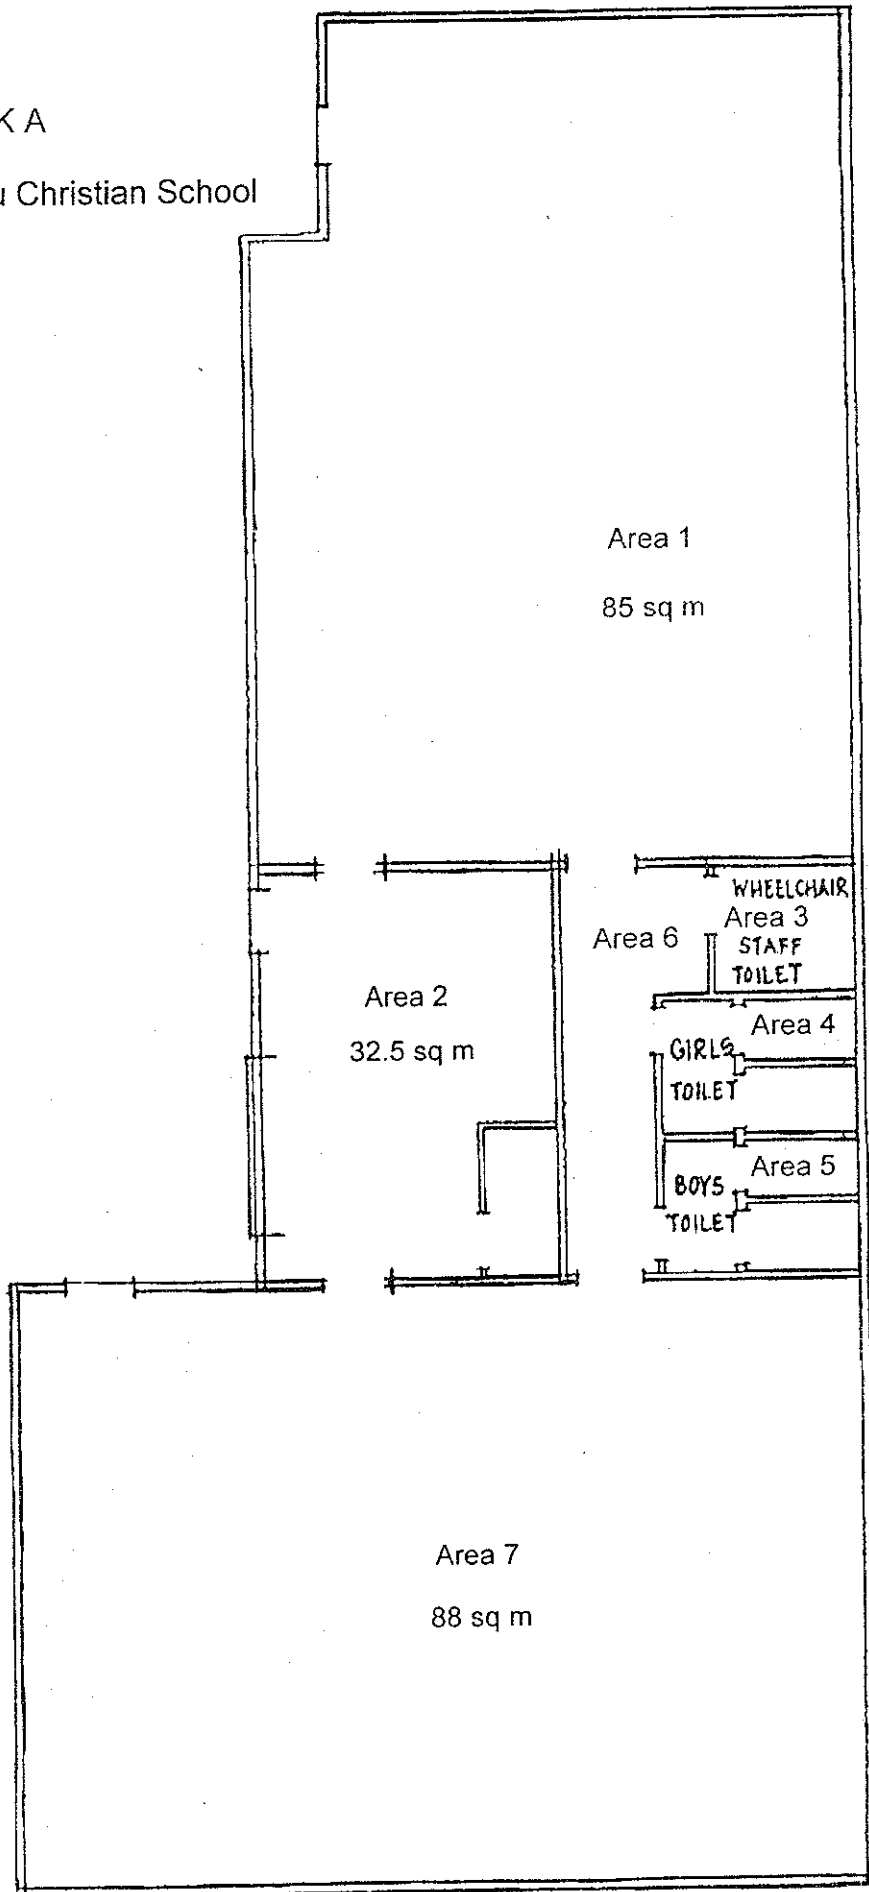 K A
u Christian School
Area 1
85 sq m
WHEELCHAIR
Area 3
STAFF
TOILET
Area 6
Area 2
32.5 sq m
Area 4
GIRLS
TOILET
Area 5
BOYS
TOILET
Area 7
88 sq m